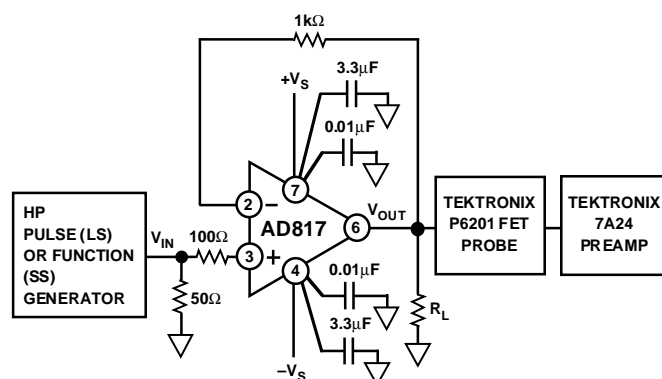 1kΩ
3.3µF
+VS
0.01µF
2
–
7
HP
PULSE (LS)
OR FUNCTION
(SS)
GENERATOR
VIN
100Ω
AD817
3
+
6
VOUT
TEKTRONIX
P6201 FET
PROBE
TEKTRONIX
7A24
PREAMP
4
50Ω
0.01µF
3.3µF
RL
–VS